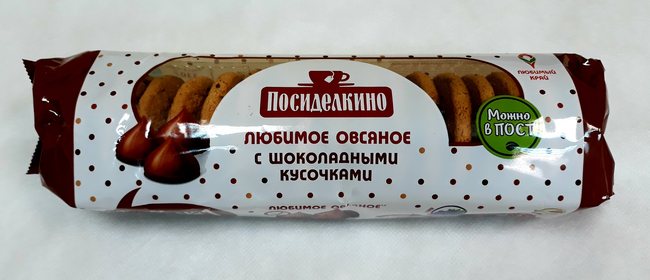 Посиделкино
ЛЮБИМОЕ ОВСЯНОЕ
С ШОКОЛАДНЫМИ
КУСОЧКАМИ
ЛЮБИМЫЙ
КРАЙ
Можно
в ПОСТ
ЛЮБИМОЕ ОВСЯНОЕ